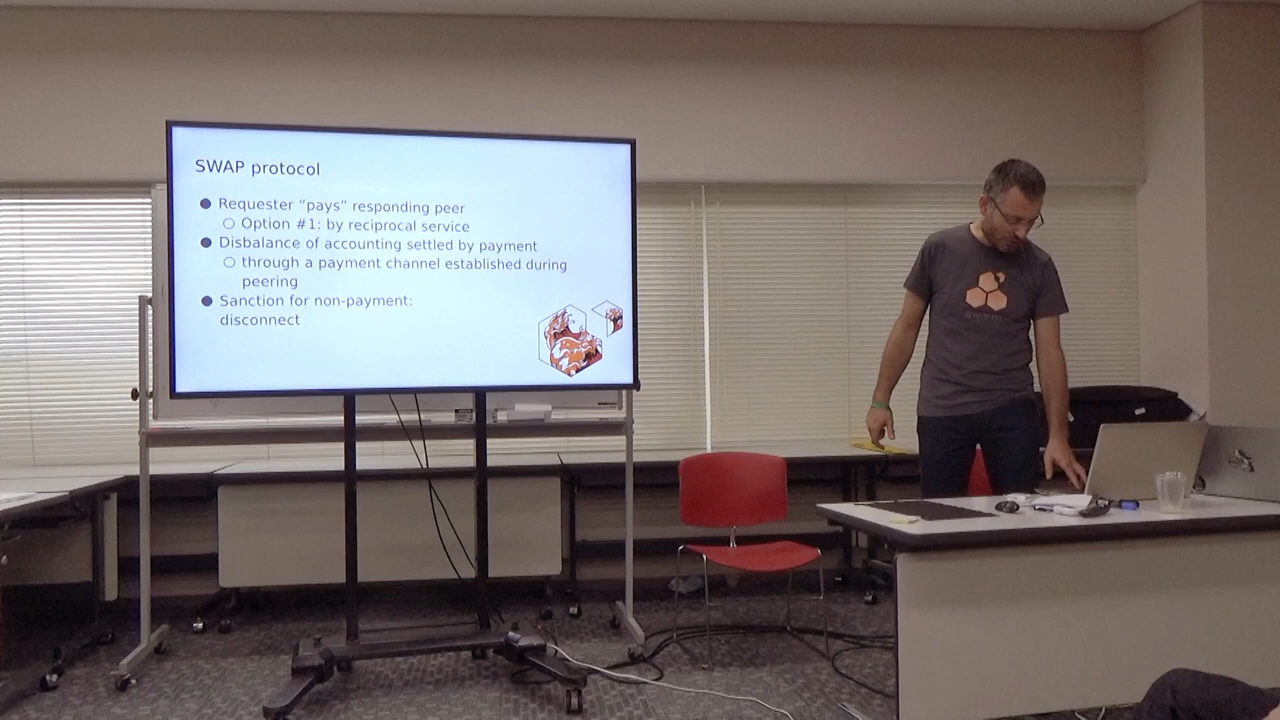 SWAP protocol
● Requester “pays” responding peer
○ Option #1: by reciprocal service
● Disbalance of accounting settled by payment
○ through a payment channel established during
peering
● Sanction for non-payment:
disconnect